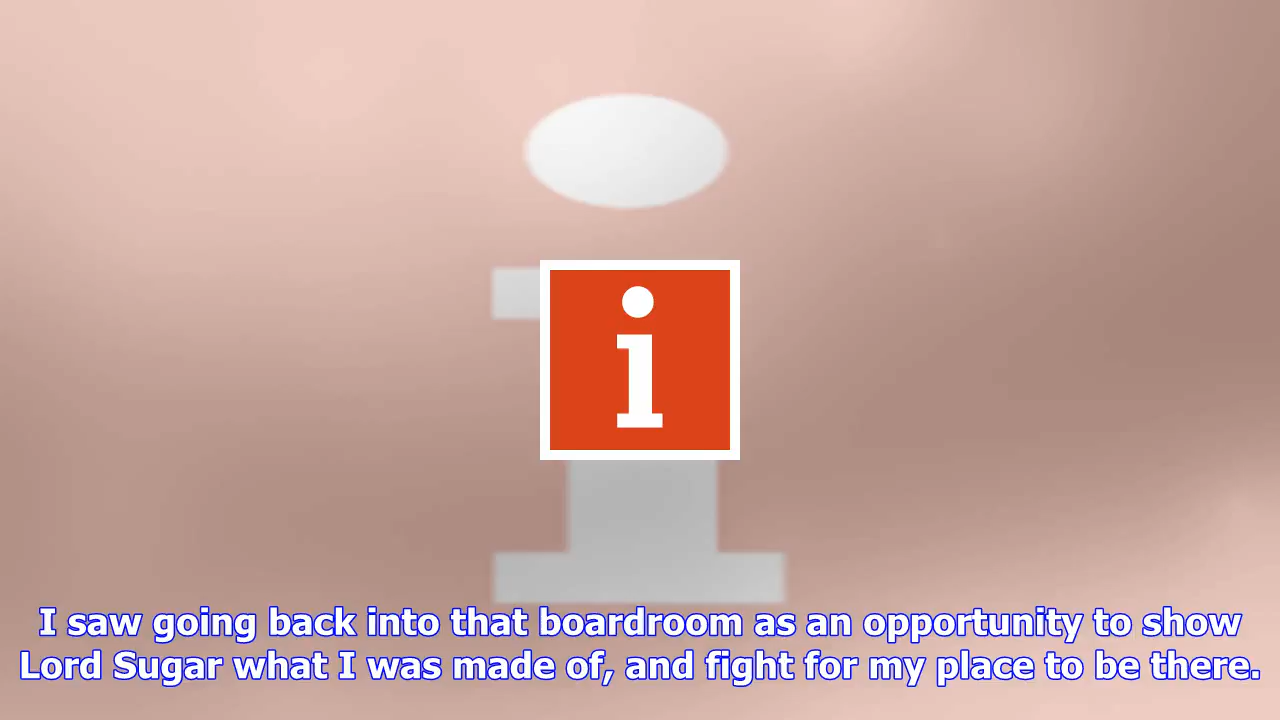 i
I saw going back into that boardroom as an opportunity to show
Lord Sugar what I was made of, and fight for my place to be there.